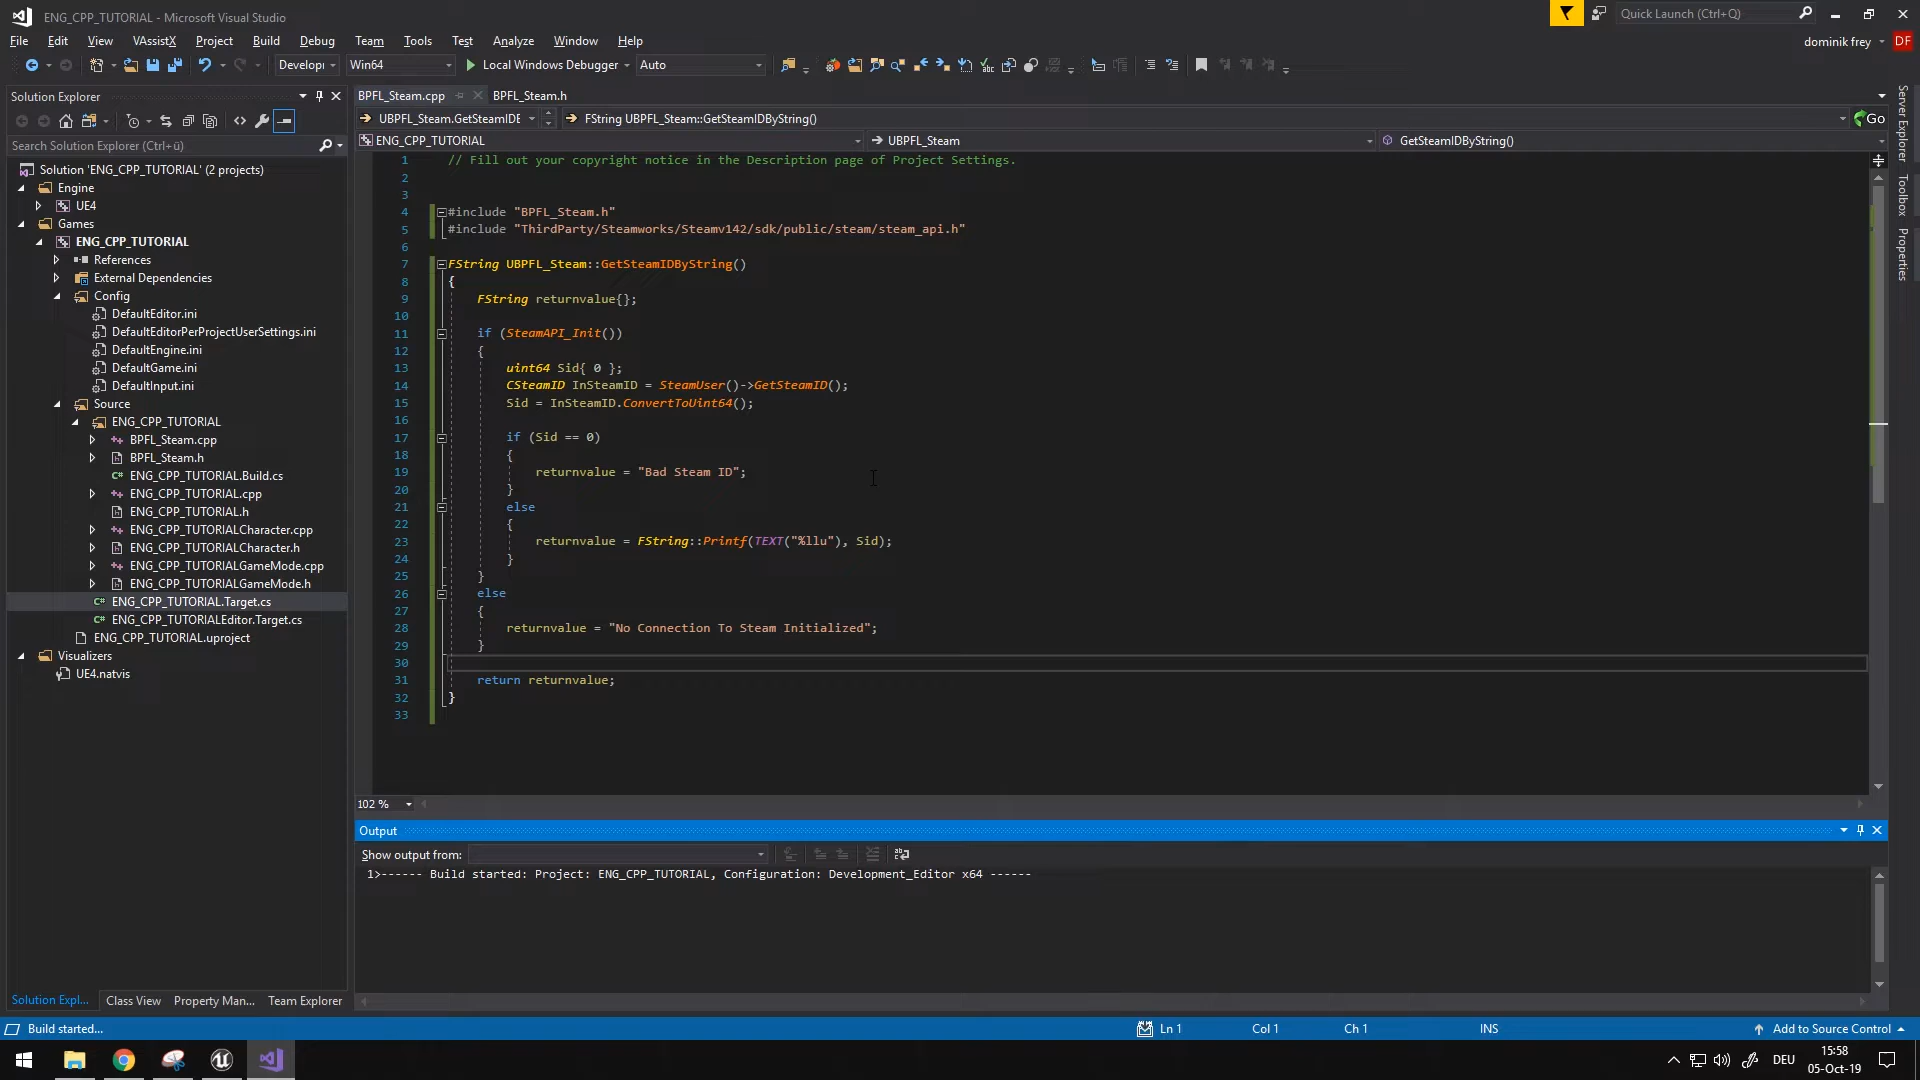 ENG_CPP_TUTORIAL - Microsoft Visual Studio
Quick Launch (Ctrl+Q)
File Edit View VAssistX Project Build Debug Team Tools Test Analyze Window Help
dominik frey DF
Develop Win64 Local Windows Debugger Auto
Solution Explorer
Search Solution Explorer (Ctrl+ü)
Solution 'ENG_CPP_TUTORIAL' (2 projects)
Engine
UE4
Games
ENG_CPP_TUTORIAL
References
External Dependencies
Config
DefaultEditor.ini
DefaultEditorPerProjectUserSettings.ini
DefaultEngine.ini
DefaultGame.ini
DefaultInput.ini
Source
ENG_CPP_TUTORIAL
BPFL_Steam.cpp
BPFL_Steam.h
ENG_CPP_TUTORIAL.Build.cs
ENG_CPP_TUTORIAL.cpp
ENG_CPP_TUTORIAL.h
ENG_CPP_TUTORIALCharacter.cpp
ENG_CPP_TUTORIALCharacter.h
ENG_CPP_TUTORIALGameMode.cpp
ENG_CPP_TUTORIALGameMode.h
ENG_CPP_TUTORIAL.Target.cs
ENG_CPP_TUTORIALEditor.Target.cs
ENG_CPP_TUTORIAL.uproject
Visualizers
UE4.natvis
Solution Expl... Class View Property Man... Team Explorer
BPFL_Steam.cpp BPFL_Steam.h
UBPFL_Steam.GetSteamIDE FString UBPFL_Steam::GetSteamIDByString() Go
ENG_CPP_TUTORIAL UBPFL_Steam GetSteamIDByString()
1 // Fill out your copyright notice in the Description page of Project Settings.
2
3
4 #include "BPFL_Steam.h"
5 #include "ThirdParty/Steamworks/Steamv142/sdk/public/steam/steam_api.h"
6
7 FString UBPFL_Steam::GetSteamIDByString()
8 {
9 FString returnvalue{};
10
11 if (SteamAPI_Init())
12 {
13 uint64 Sid{ 0 };
14 CSteamID InSteamID = SteamUser()->GetSteamID();
15 Sid = InSteamID.ConvertToUint64();
16
17 if (Sid == 0)
18 {
19 returnvalue = "Bad Steam ID";
20 }
21 else
22 {
23 returnvalue = FString::Printf(TEXT("%llu"), Sid);
24 }
25 }
26 else
27 {
28 returnvalue = "No Connection To Steam Initialized";
29 }
30
31 return returnvalue;
32 }
33
102 %
Output
Show output from:
1>------ Build started: Project: ENG_CPP_TUTORIAL, Configuration: Development_Editor x64 ------
Server Explorer
Toolbox
Properties
Build started... Ln 1 Col 1 Ch 1 INS Add to Source Control
DEU
15:58
05-Oct-19